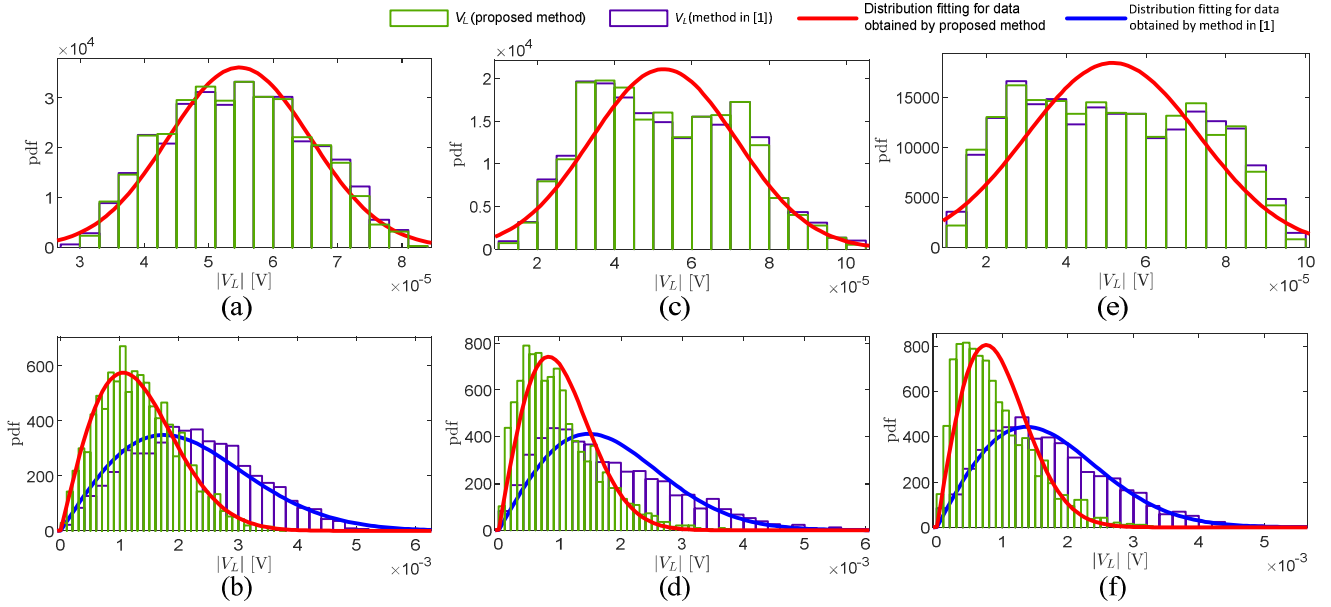 V_L (proposed method)
V_L (method in [1])
Distribution fitting for data
obtained by proposed method
Distribution fitting for data
obtained by method in [1]
×10^4
3
2
1
0
pdf
3 4 5 6 7 8
|V_L| [V]
×10^-5
(a)
×10^4
2
1.5
1
0.5
0
pdf
2 4 6 8 10
|V_L| [V]
×10^-5
(c)
15000
10000
5000
0
pdf
2 4 6 8 10
|V_L| [V]
×10^-5
(e)
600
400
200
0
pdf
0 1 2 3 4 5 6
|V_L| [V]
×10^-3
(b)
800
600
400
200
0
pdf
0 1 2 3 4 5 6
|V_L| [V]
×10^-3
(d)
800
600
400
200
0
pdf
0 1 2 3 4 5
|V_L| [V]
×10^-3
(f)